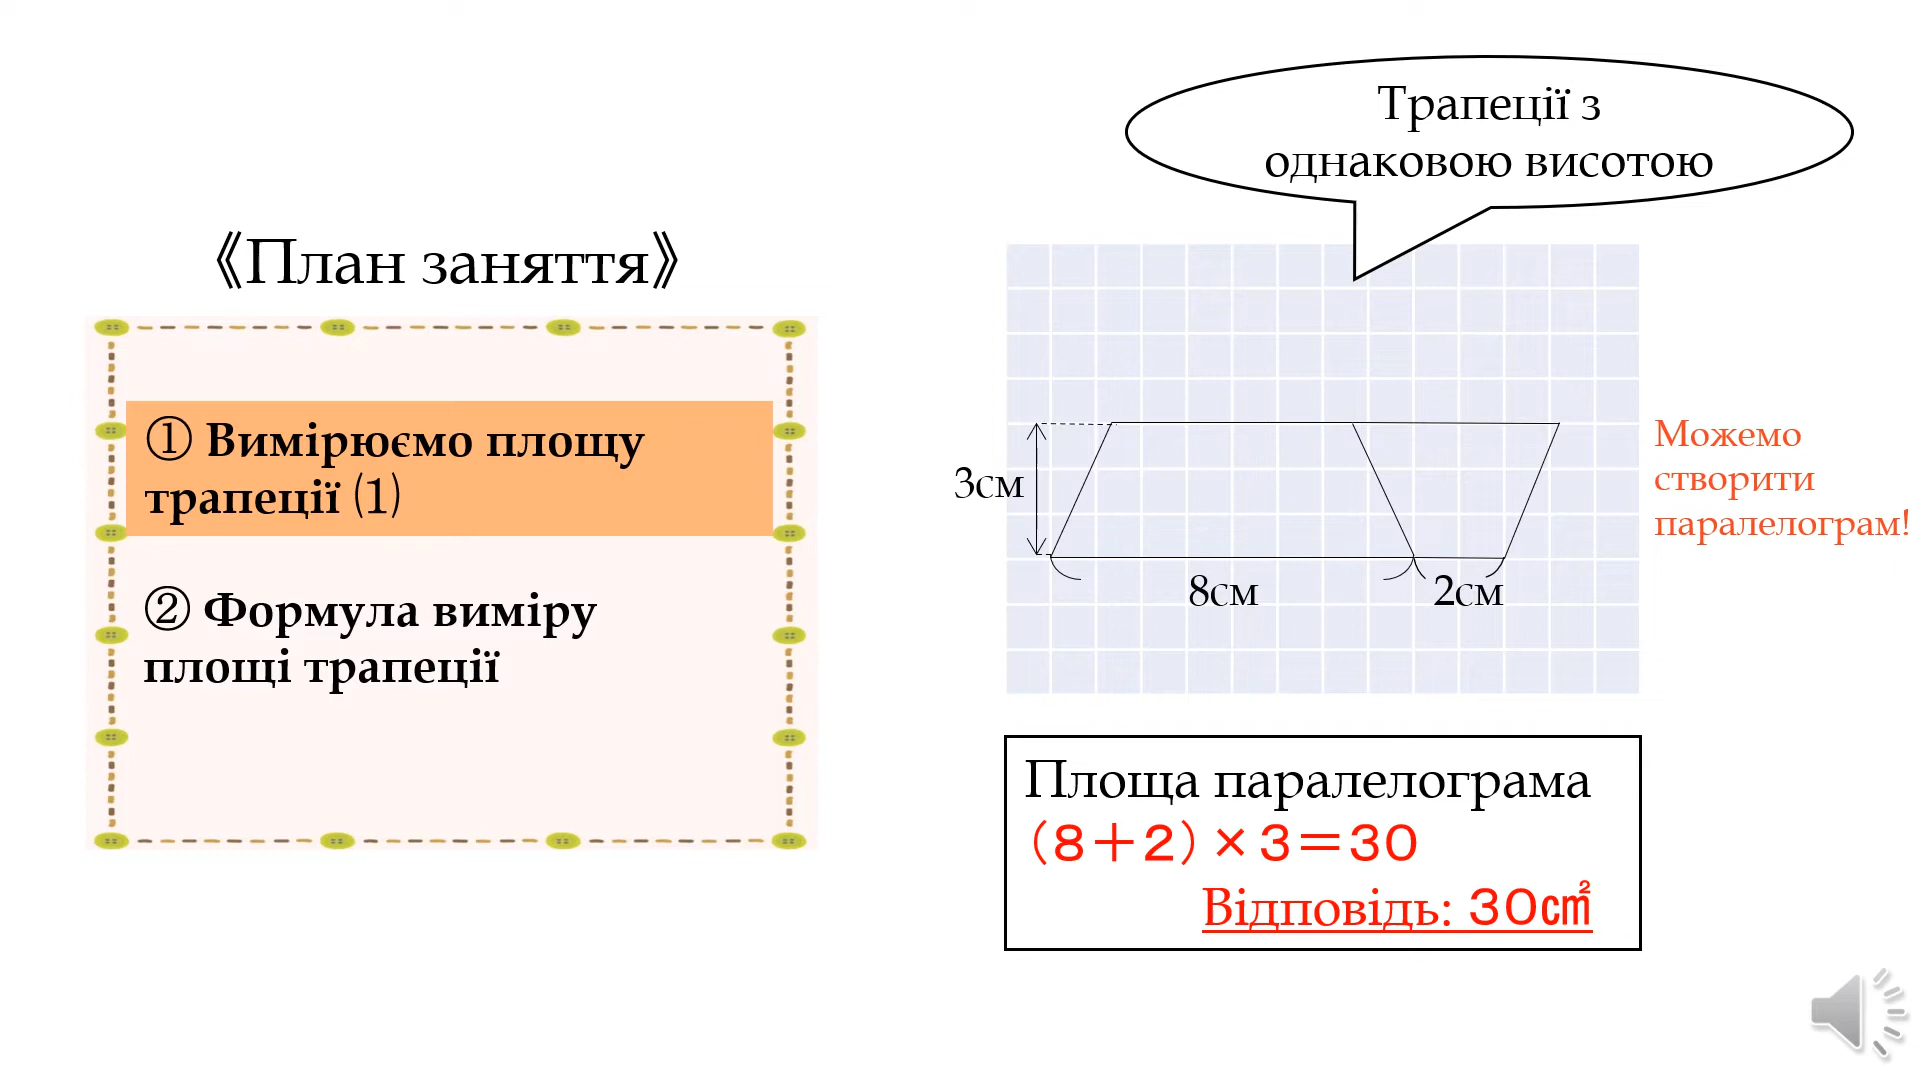 《План заняття》
① Вимірюємо площу
трапеції (1)
② Формула виміру
площі трапеції
Трапеції з
однаковою висотою
3см
8см
2см
Можемо
створити
паралелограм!
Площа паралелограма
（８＋２）×３＝３０
Відповідь: ３０㎠